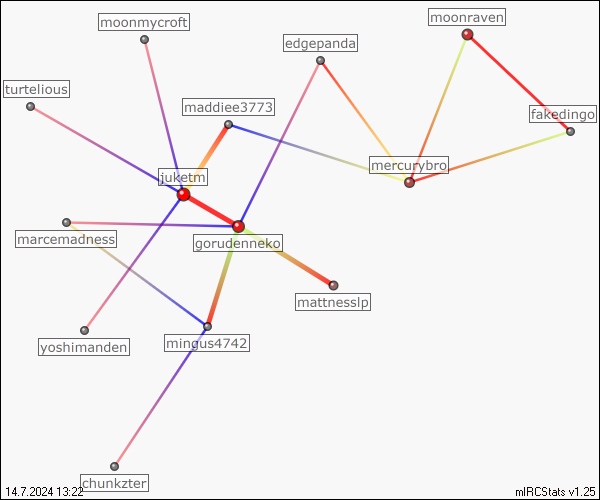 moonraven
moonmycroft
edgepanda
turtelious
maddiee3773
fakedingo
mercurybro
juketm
marcemadness
gorudenneko
mattnesslp
yoshimanden
mingus4742
chunkzter
14.7.2024 13:22
mIRCStats v1.25